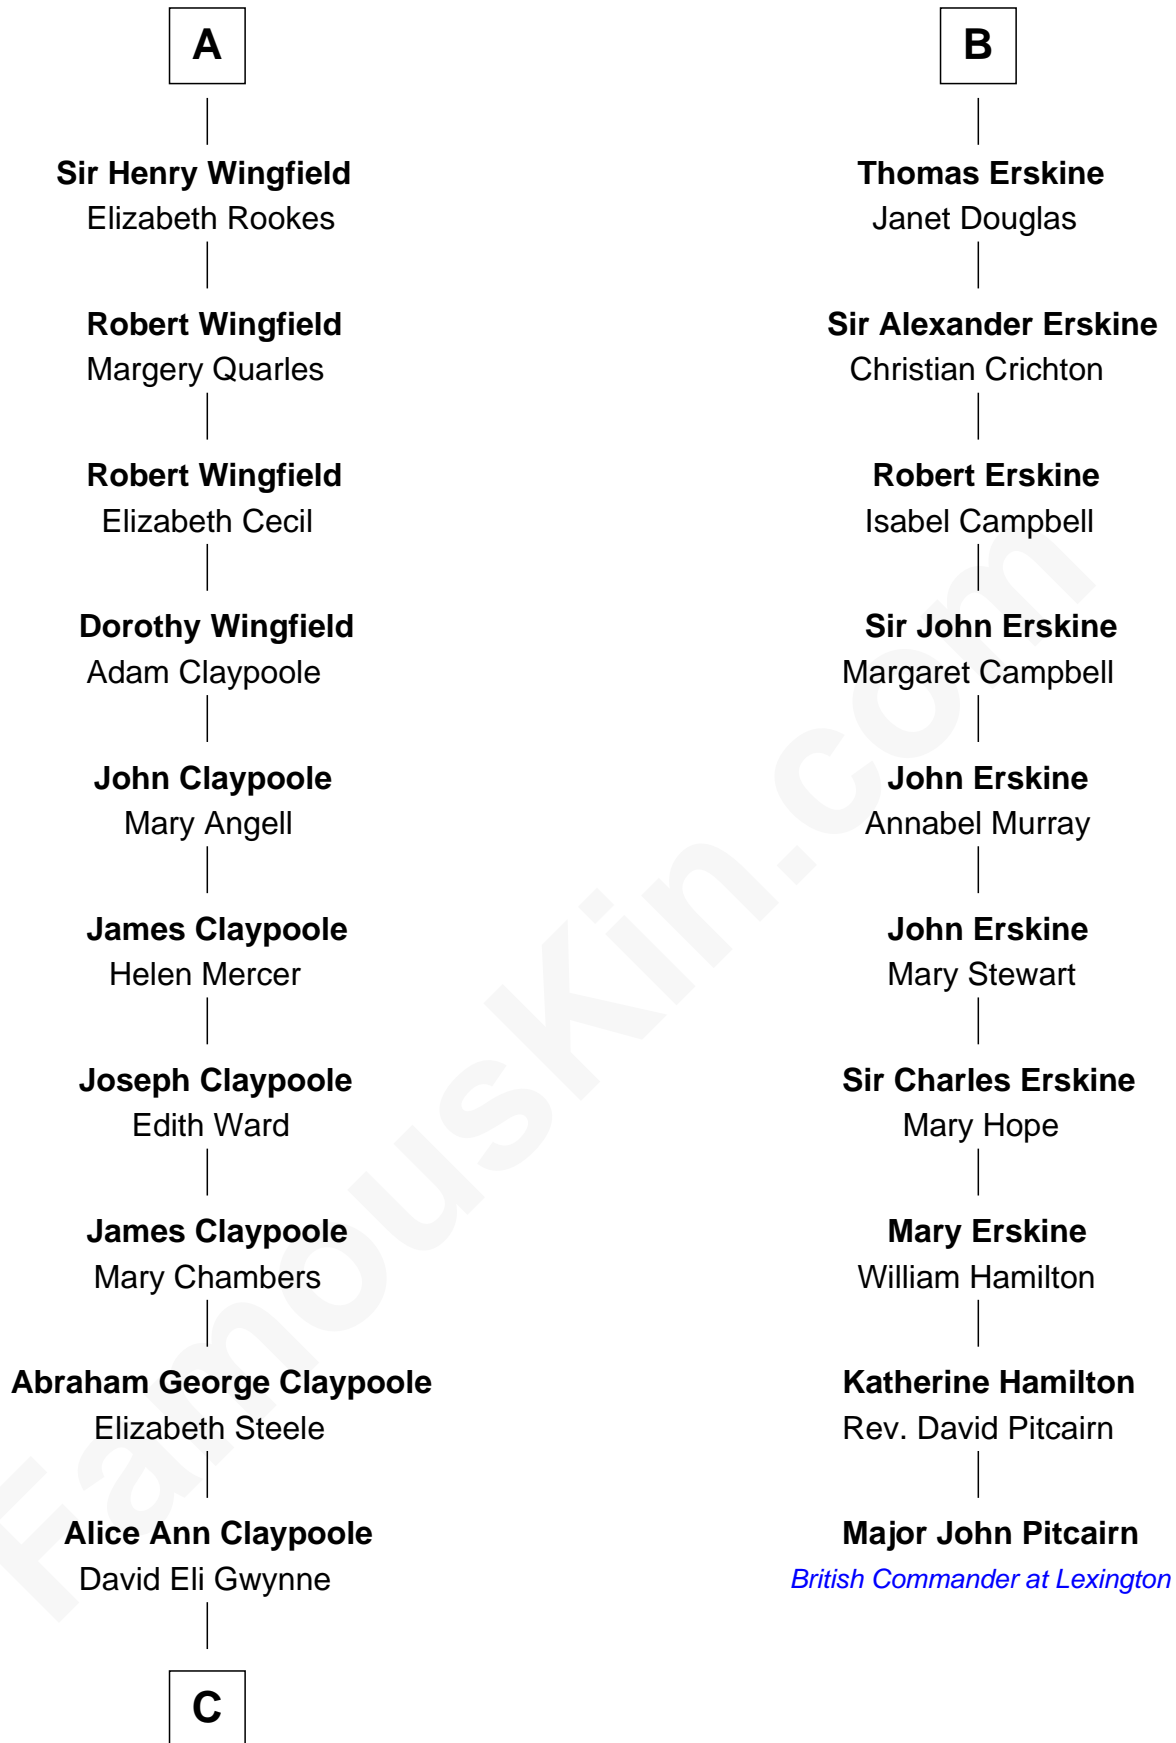 A
Sir Henry Wingfield
Elizabeth Rookes
Robert Wingfield
Margery Quarles
Robert Wingfield
Elizabeth Cecil
Dorothy Wingfield
Adam Claypoole
John Claypoole
Mary Angell
James Claypoole
Helen Mercer
Joseph Claypoole
Edith Ward
James Claypoole
Mary Chambers
Abraham George Claypoole
Elizabeth Steele
Alice Ann Claypoole
David Eli Gwynne
C
B
Thomas Erskine
Janet Douglas
Sir Alexander Erskine
Christian Crichton
Robert Erskine
Isabel Campbell
Sir John Erskine
Margaret Campbell
John Erskine
Annabel Murray
John Erskine
Mary Stewart
Sir Charles Erskine
Mary Hope
Mary Erskine
William Hamilton
Katherine Hamilton
Rev. David Pitcairn
Major John Pitcairn
British Commander at Lexington
FamousKin.com